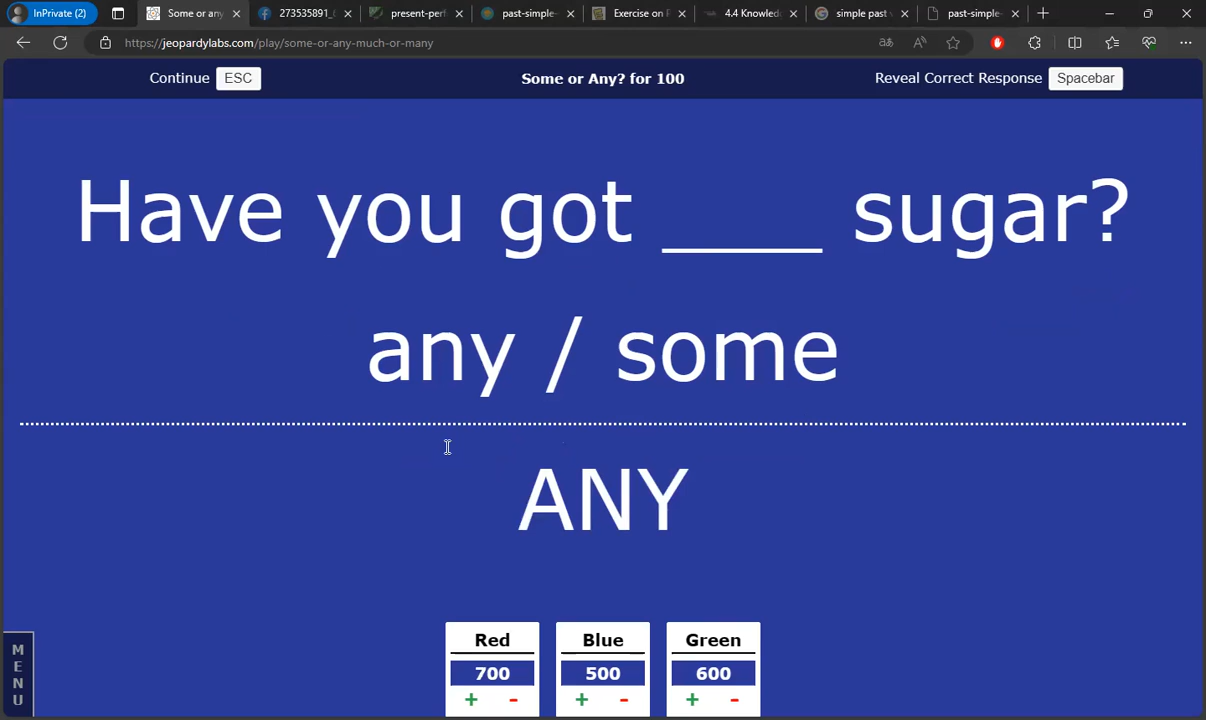 InPrivate (2)
Some or any
273535891_
present-perf
past-simple-
Exercise on
4.4 Knowled
simple past
past-simple-
https://jeopardylabs.com/play/some-or-any-much-or-many
Continue ESC
Some or Any? for 100
Reveal Correct Response Spacebar
Have you got ____ sugar?
any / some
ANY
MENU
Red Blue Green
700 500 600
+ - + - + -